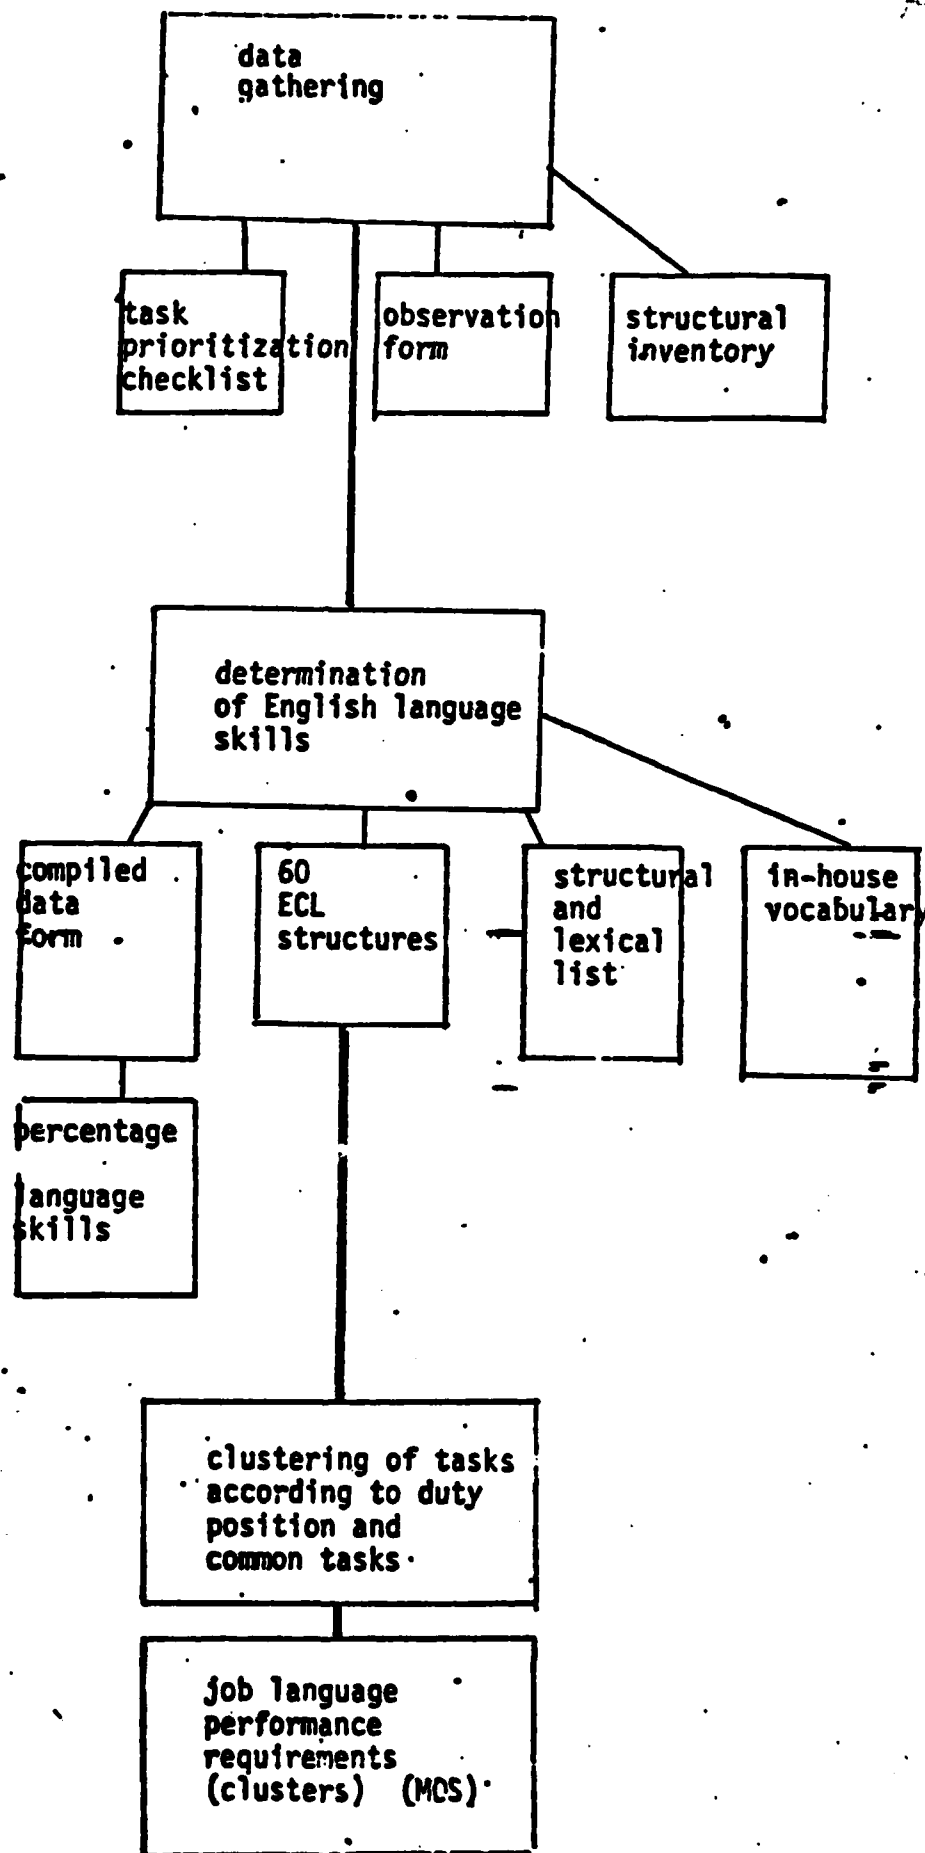 data
gathering
task
prioritization
checklist
observation
form
structural
inventory
determination
of English language
skills
compiled
data
form
60
ECL
structures
structural
and
lexical
list
in-house
vocabulary
percentage
language
skills
clustering of tasks
according to duty
position and
common tasks
job language
performance
requirements
(clusters) (MOS)